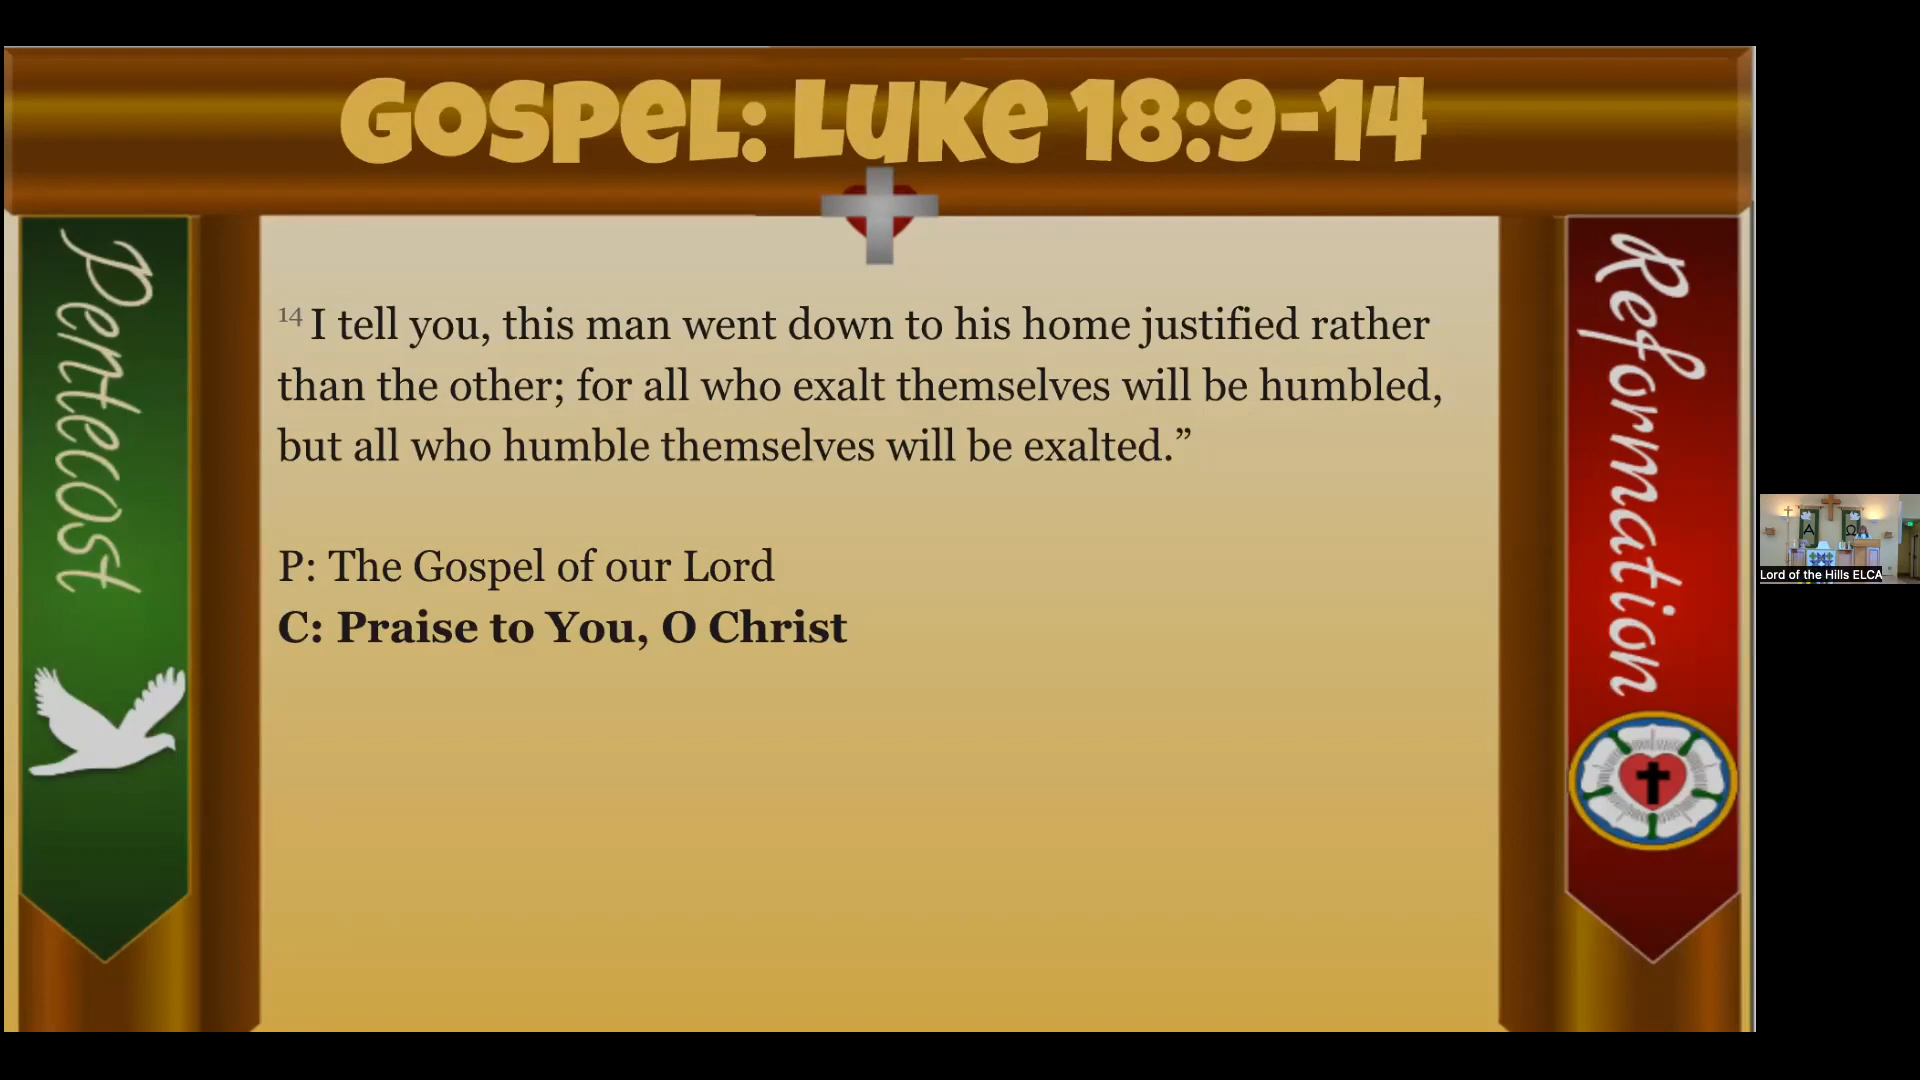 Gospel: Luke 18:9-14
Pentecost
14 I tell you, this man went down to his home justified rather
than the other; for all who exalt themselves will be humbled,
but all who humble themselves will be exalted.”
P: The Gospel of our Lord
C: Praise to You, O Christ
Reformation
Α Ω
Lord of the Hills ELCA